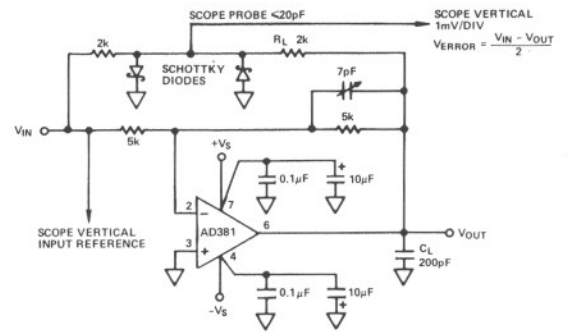 SCOPE PROBE ≤20pF
SCOPE VERTICAL
1mV/DIV
VERROR = VIN - VOUT
2
2k
RL 2k
SCHOTTKY
DIODES
7pF
VIN
5k
5k
+VS
0.1μF
10μF
+
SCOPE VERTICAL
INPUT REFERENCE
2
7
−
AD381
6
3
+
4
VOUT
CL
200pF
0.1μF
10μF
+
−VS